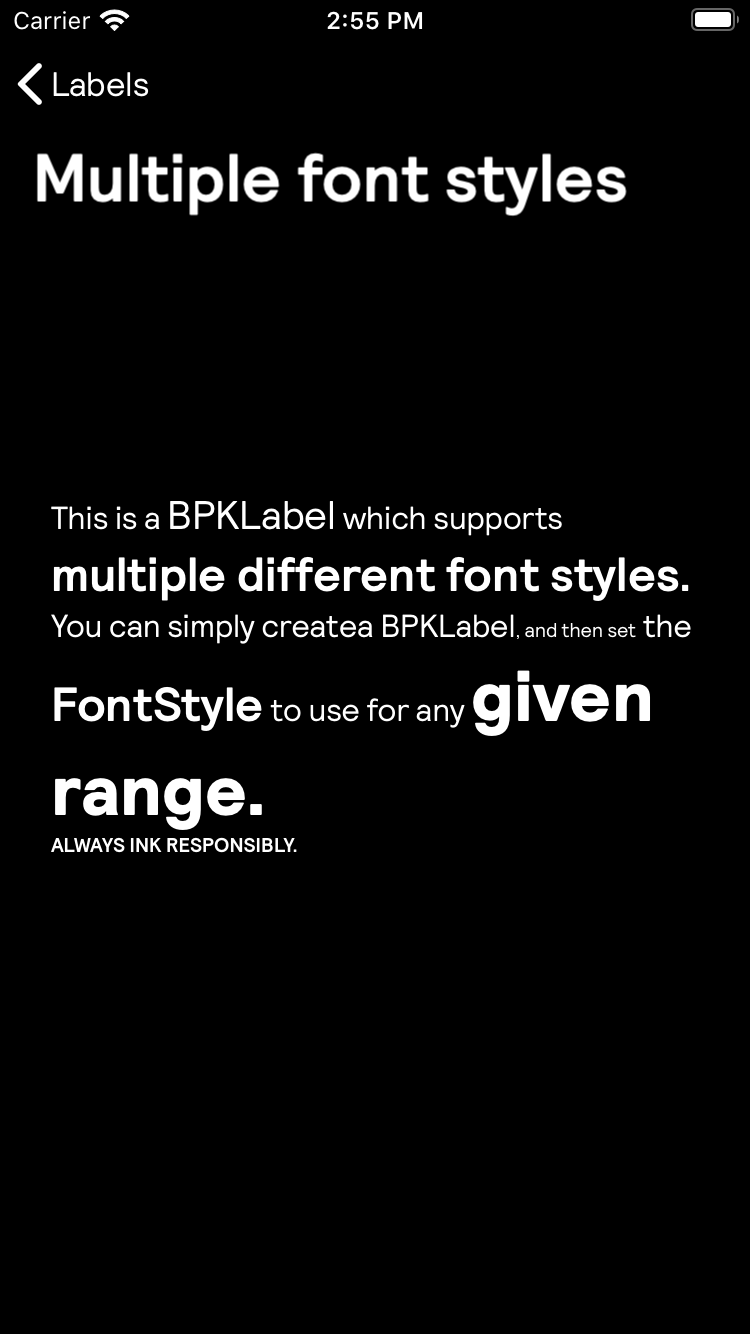 Carrier 2:55 PM
Labels
Multiple font styles
This is a BPKLabel which supports
multiple different font styles.
You can simply createa BPKLabel, and then set the
FontStyle to use for any given
range.
ALWAYS INK RESPONSIBLY.